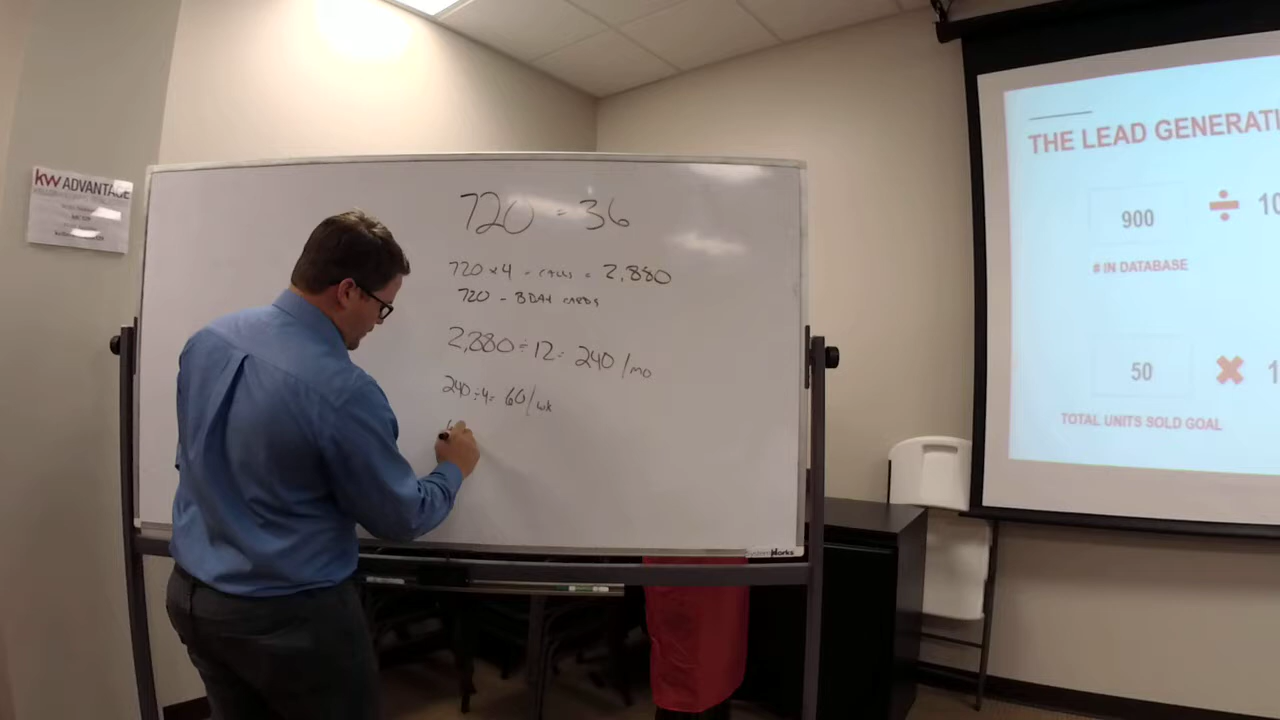 kw ADVANTAGE
720 = 36
720 x 4 - CALLS = 2,880
720 - BDAY CARDS
2,880 ÷ 12 = 240 /mo
240 ÷ 4 = 60/wk
THE LEAD GENERATI
900 ÷ 10
# IN DATABASE
50 ✖ 1
TOTAL UNITS SOLD GOAL